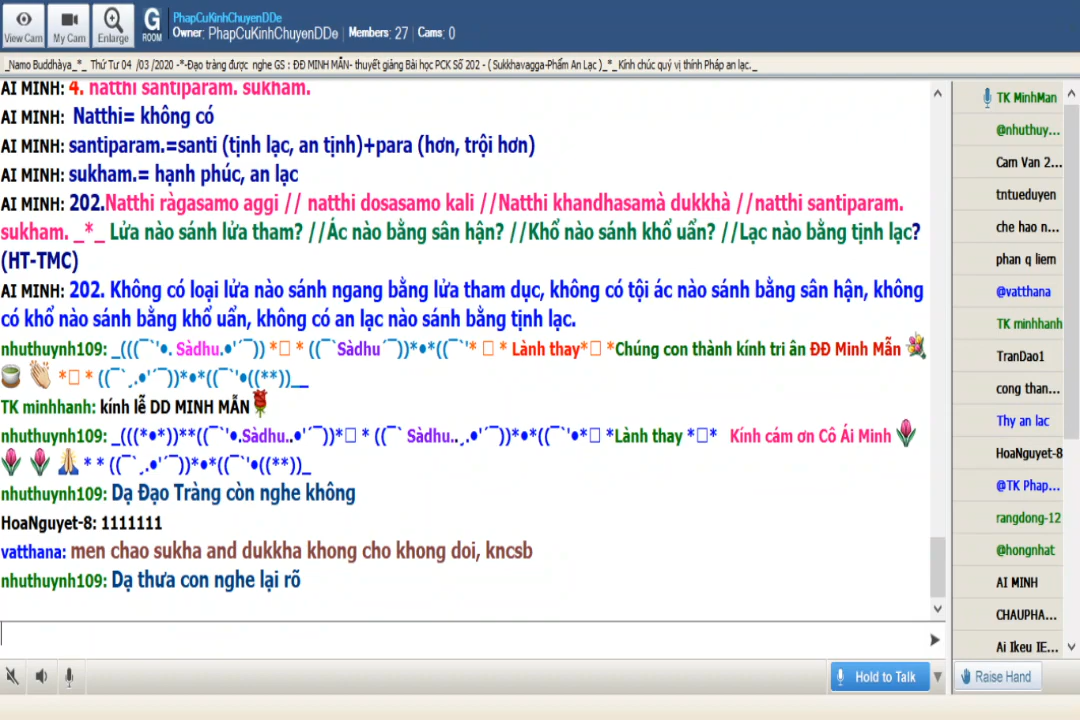 View Cam
My Cam
Enlarge
G ROOM
PhapCuKinhChuyenDDe
Owner: PhapCuKinhChuyenDDe | Members: 27 | Cams: 0
_Namo Buddhàya_*_ Thứ Tư 04 /03 /2020 -*-Đạo tràng được nghe GS : ĐĐ MINH MẪN- thuyết giảng Bài học PCK Số 202 - ( Sukkhavagga-Phẩm An Lạc )_*_Kính chúc quý vị thính Pháp an lạc._
AI MINH: 4. natthi santiparam. sukham.
AI MINH: Natthi= không có
AI MINH: santiparam.=santi (tịnh lạc, an tịnh)+para (hơn, trội hơn)
AI MINH: sukham.= hạnh phúc, an lạc
AI MINH: 202.Natthi ràgasamo aggi // natthi dosasamo kali //Natthi khandhasamà dukkhà //natthi santiparam.
sukham. _*_ Lửa nào sánh lửa tham? //Ác nào bằng sân hận? //Khổ nào sánh khổ uẩn? //Lạc nào bằng tịnh lạc?
(HT-TMC)
AI MINH: 202. Không có loại lửa nào sánh ngang bằng lửa tham dục, không có tội ác nào sánh bằng sân hận, không
có khổ nào sánh bằng khổ uẩn, không có an lạc nào sánh bằng tịnh lạc.
nhuthuynh109: _(((¯`'•. Sàdhu.•'´¯)) *□ * ((¯`Sàdhu´¯))*•*((¯`'* □ * Lành thay*□ *Chúng con thành kính tri ân ĐĐ Minh Mẫn
*□ * ((¯`¸.•'´¯))*•*((¯`'•((**))__
TK minhhanh: kính lễ DD MINH MẪN
nhuthuynh109: _(((*•*))**((¯`'•.Sàdhu..•'´¯))*□ * ((¯` Sàdhu..¸.•'´¯))*•*((¯`'•*□ *Lành thay *□* Kính cám ơn Cô Ái Minh
* * ((¯`¸.•'´¯))*•*((¯`'•((**))_
nhuthuynh109: Dạ Đạo Tràng còn nghe không
HoaNguyet-8: 1111111
vatthana: men chao sukha and dukkha khong cho khong doi, kncsb
nhuthuynh109: Dạ thưa con nghe lại rõ
Hold to Talk
TK MinhMan
@nhuthuy...
Cam Van 2...
tntueduyen
che hao n...
phan q liem
@vatthana
TK minhhanh
TranDao1
cong than...
Thy an lac
HoaNguyet-8
@TK Phap...
rangdong-12
@hongnhat
AI MINH
CHAUPHA...
Ai Ikeu IE...
Raise Hand